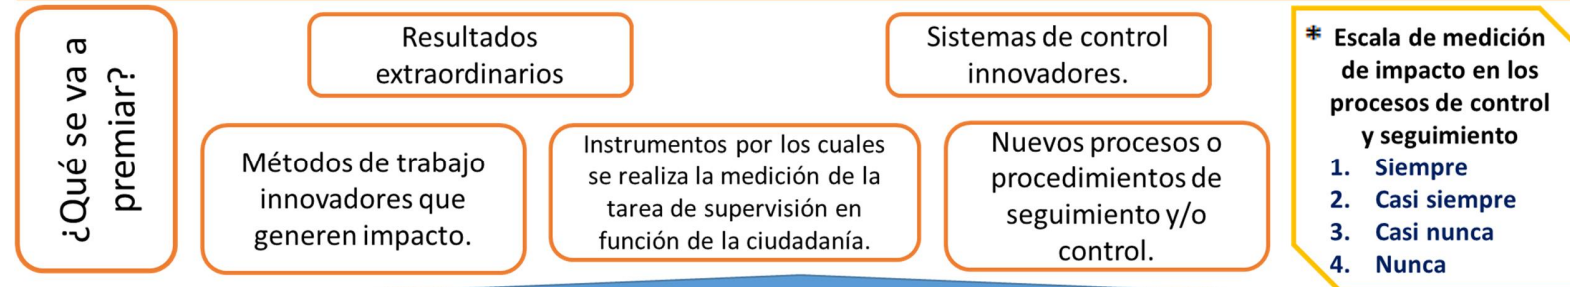 ¿Qué se va a
premiar?
Resultados
extraordinarios
Sistemas de control
innovadores.
Métodos de trabajo
innovadores que
generen impacto.
Instrumentos por los cuales
se realiza la medición de la
tarea de supervisión en
función de la ciudadanía.
Nuevos procesos o
procedimientos de
seguimiento y/o
control.
* Escala de medición
de impacto en los
procesos de control
y seguimiento
1. Siempre
2. Casi siempre
3. Casi nunca
4. Nunca